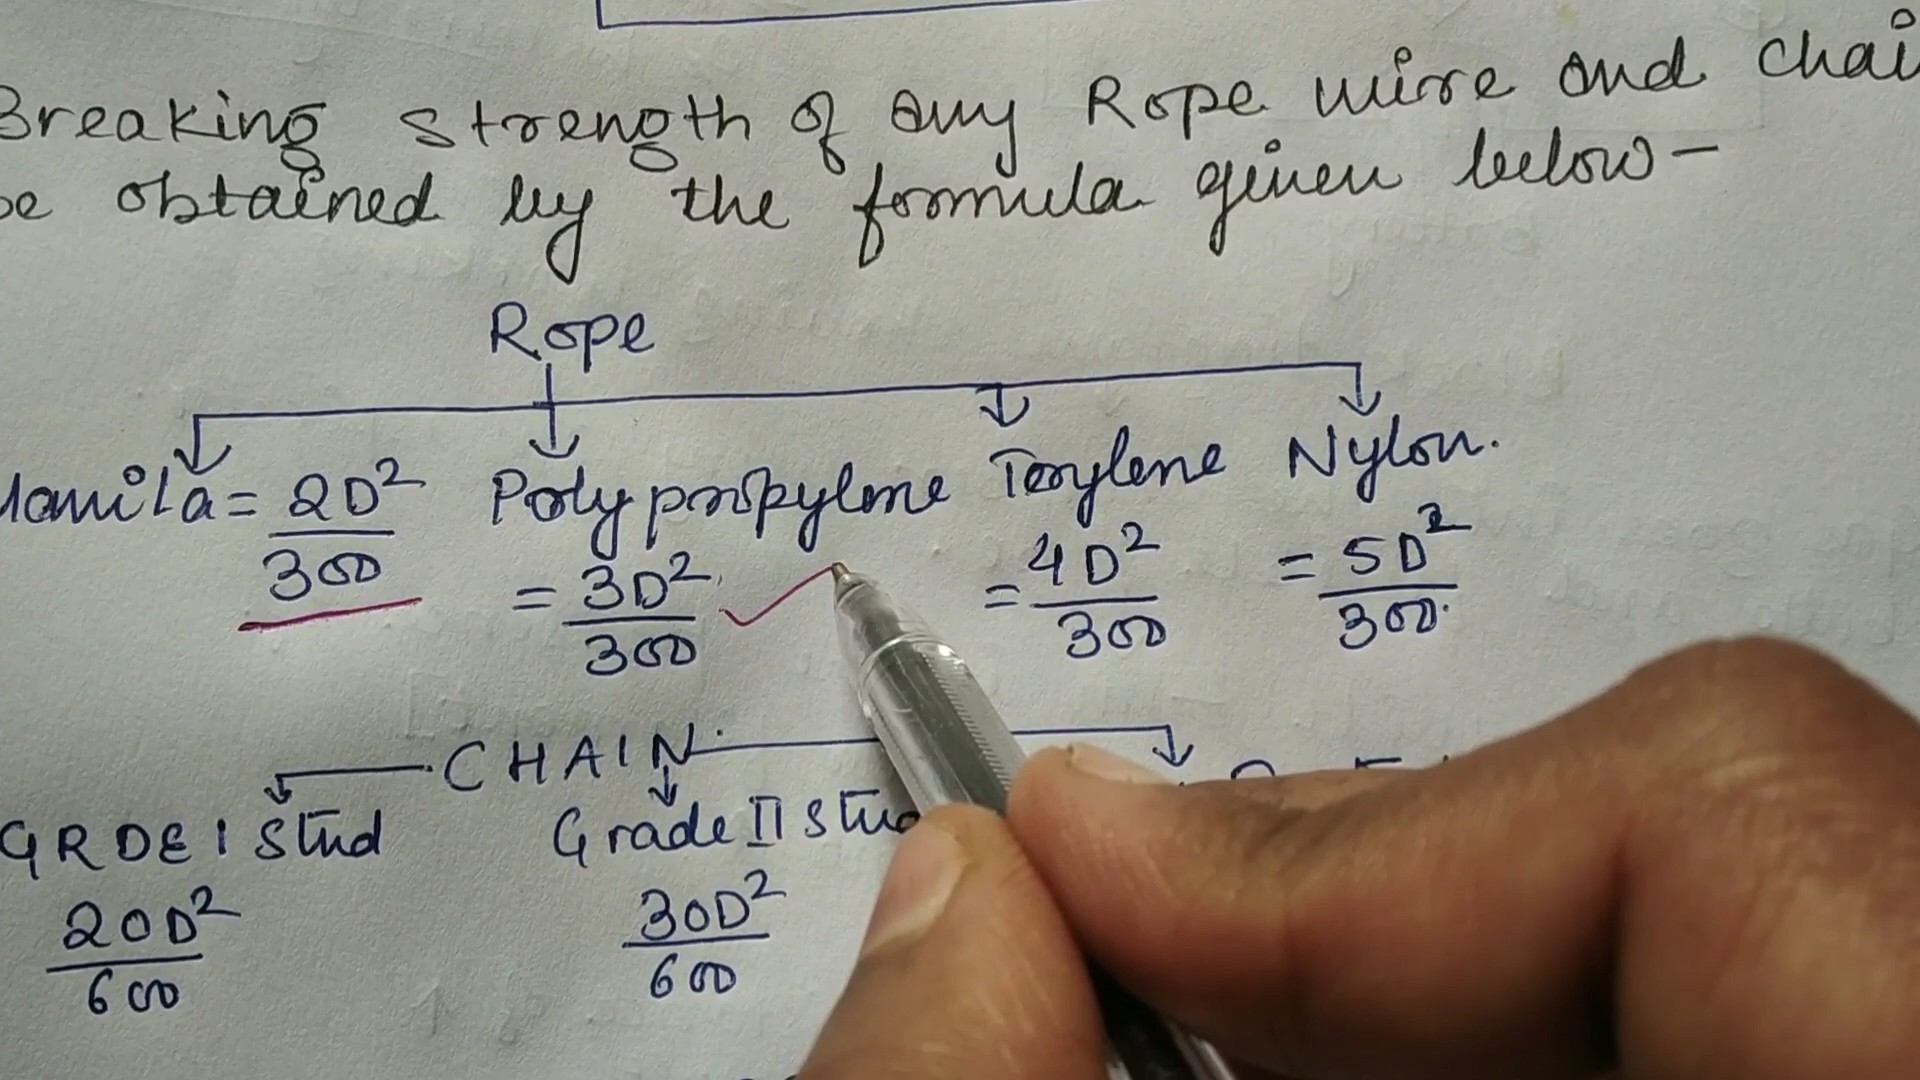 Breaking strength of any Rope wire and chai
be obtained by the formula given below-
Rope
Manila = 2D²/300 Polypropylene = 3D²/300 Terylene = 4D²/300 Nylon. = 5D²/300.
CHAIN.
GRDE I Stud Grade II Stud
20D²/600 30D²/600